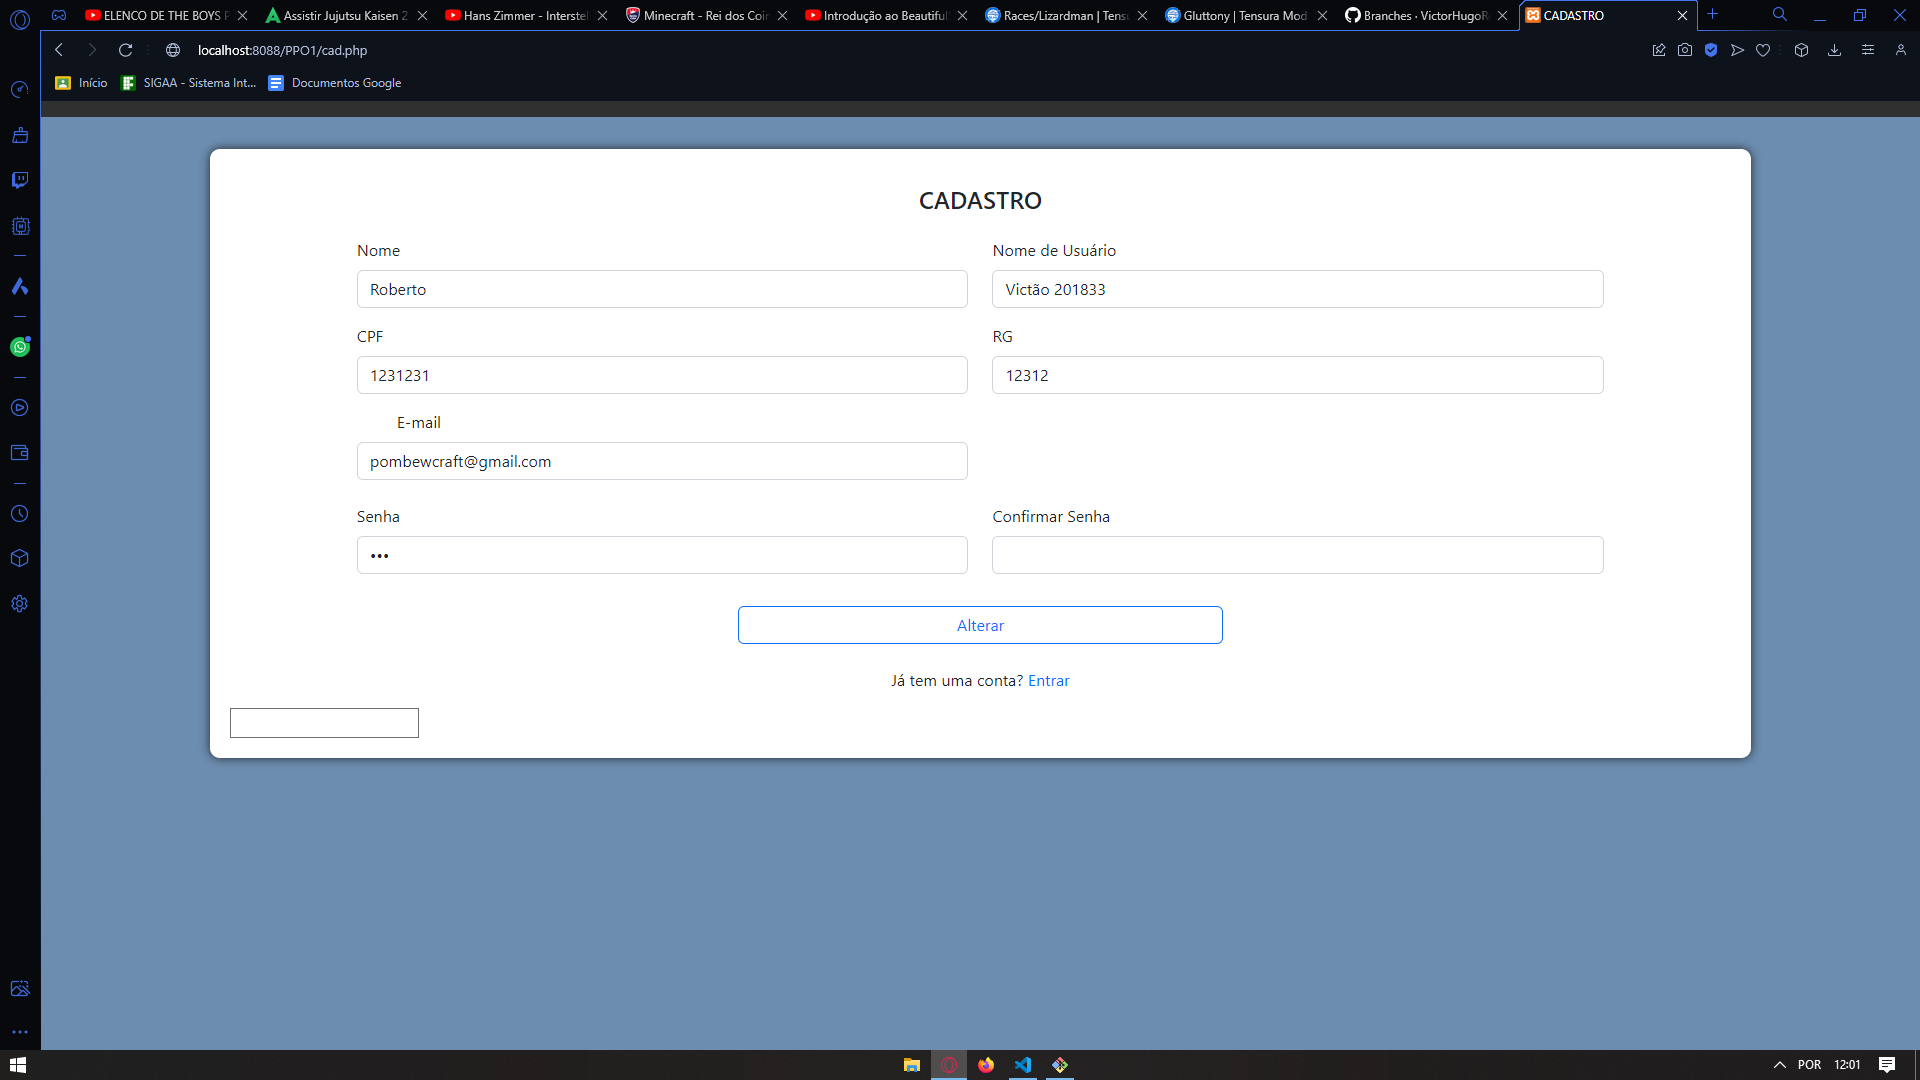 ELENCO DE THE BOYS P
Assistir Jujutsu Kaisen 2
Hans Zimmer - Interstel
Minecraft - Rei dos Coir
Introdução ao Beautiful
Races/Lizardman | Tensu
Gluttony | Tensura Mod
Branches · VictorHugoR
CADASTRO
localhost:8088/PPO1/cad.php
Início
SIGAA - Sistema Int...
Documentos Google
CADASTRO
Nome
Nome de Usuário
Roberto
Victão 201833
CPF
RG
1231231
12312
E-mail
pombewcraft@gmail.com
Senha
Confirmar Senha
•••
Alterar
Já tem uma conta? Entrar
POR
12:01